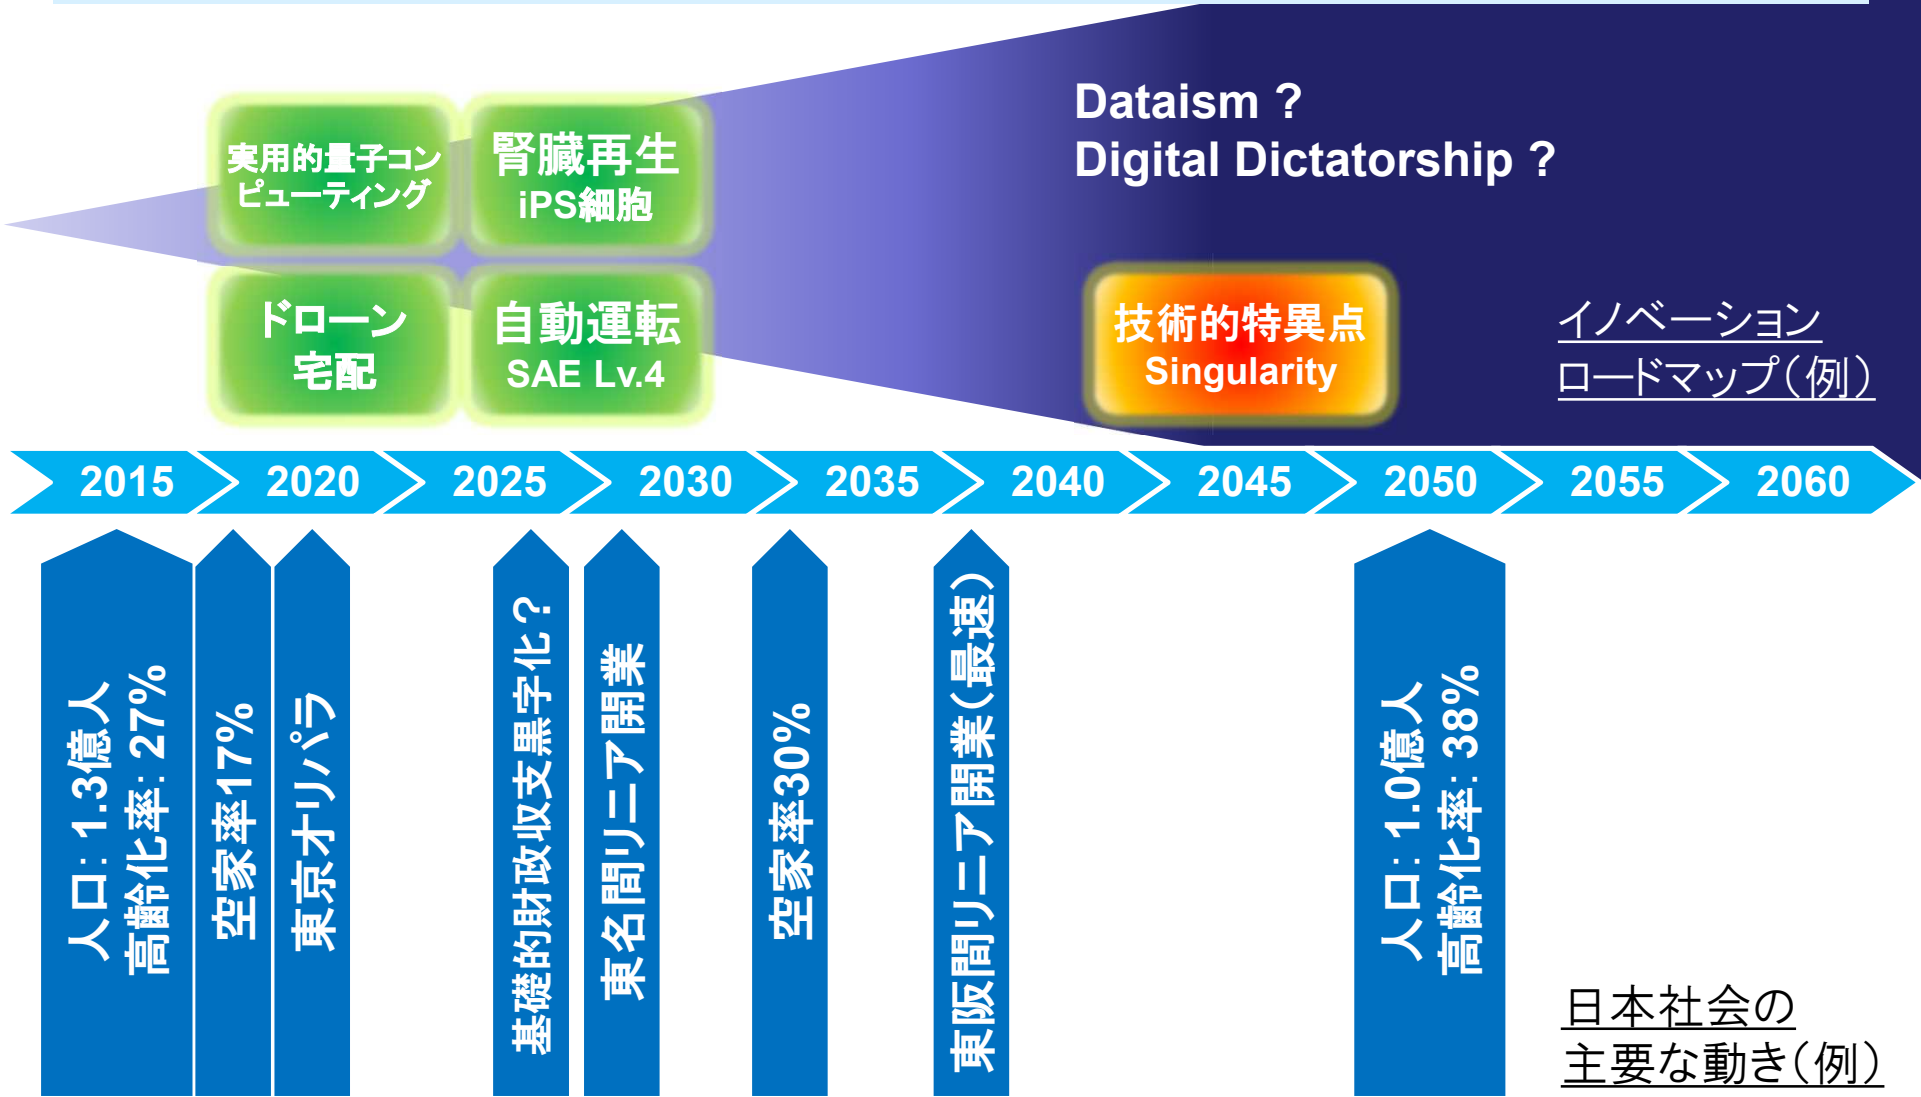 Dataism ?
Digital Dictatorship ?
実用的量子コン
ピューティング
腎臓再生
iPS細胞
ドローン
宅配
自動運転
SAE Lv.4
技術的特異点
Singularity
イノベーション
ロードマップ（例）
2015
2020
2025
2030
2035
2040
2045
2050
2055
2060
人口: 1.3億人
高齢化率: 27%
空家率17%
東京オリパラ
基礎的財政収支黒字化？
東名間リニア開業
空家率30%
東阪間リニア開業（最速）
人口: 1.0億人
高齢化率: 38%
日本社会の
主要な動き（例）